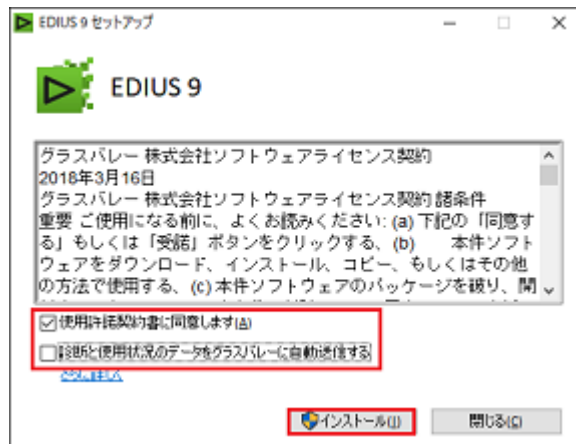 EDIUS 9 セットアップ
EDIUS 9
グラスバレー 株式会社ソフトウェアライセンス契約
2018年3月16日
グラスバレー 株式会社ソフトウェアライセンス契約 諸条件
重要 ご使用になる前に、よくお読みください: (a) 下記の「同意す
る」もしくは「受諾」ボタンをクリックする、(b) 本件ソフト
ウェアをダウンロード、インストール、コピー、もしくはその他
の方法で使用する、(c) 本件ソフトウェアのパッケージを破り、開
使用許諾契約書に同意します(A)
診断と使用状況のデータをグラスバレーに自動送信する
さらに詳しく
インストール(I)
閉じる(C)